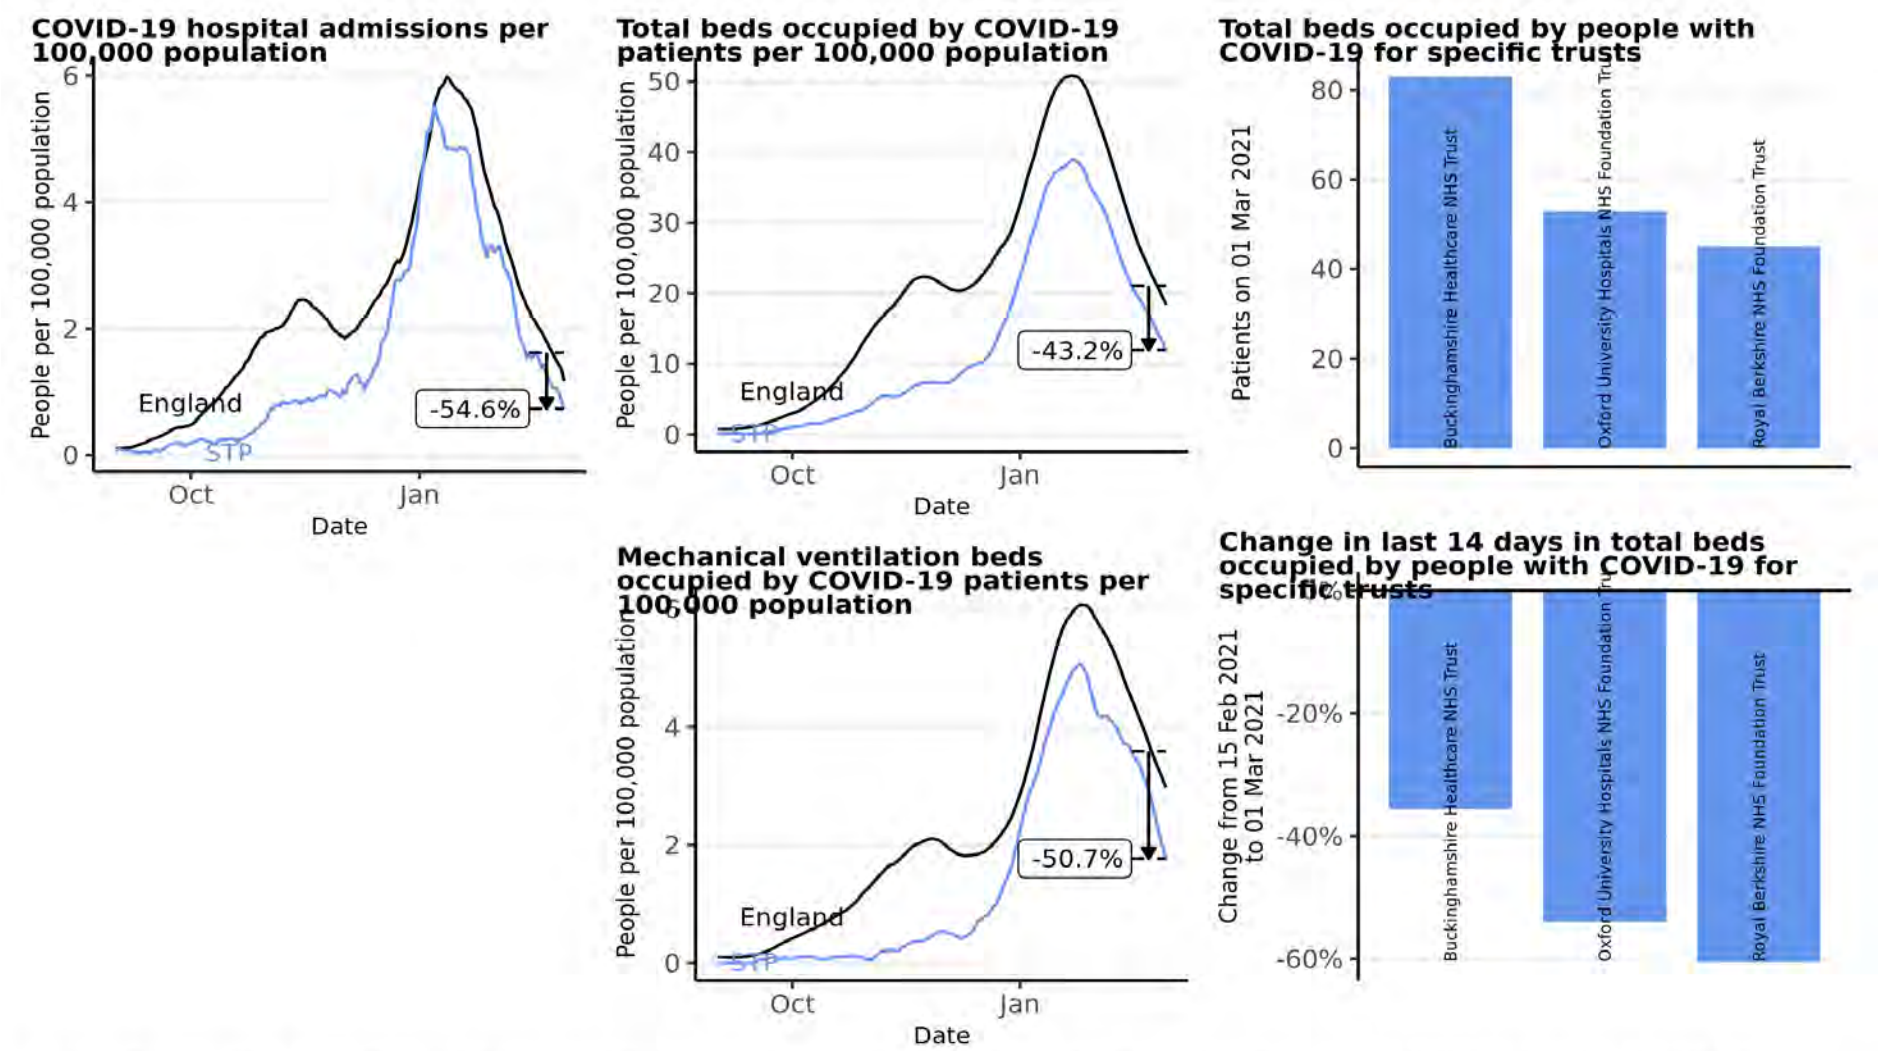 COVID-19 hospital admissions per
100,000 population
People per 100,000 population
6
4
2
0
England
STP
-54.6%
Oct
Jan
Date
Total beds occupied by COVID-19
patients per 100,000 population
People per 100,000 population
50
40
30
20
10
0
England
STP
-43.2%
Oct
Jan
Date
Total beds occupied by people with
COVID-19 for specific trusts
Patients on 01 Mar 2021
80
60
40
20
0
Buckinghamshire Healthcare NHS Trust
Oxford University Hospitals NHS Foundation Tru
Royal Berkshire NHS Foundation Trust
Mechanical ventilation beds
occupied by COVID-19 patients per
100,000 population
People per 100,000 population
6
4
2
0
England
STP
-50.7%
Oct
Jan
Date
Change in last 14 days in total beds
occupied by people with COVID-19 for
specific trusts
Change from 15 Feb 2021
to 01 Mar 2021
0%
-20%
-40%
-60%
Buckinghamshire Healthcare NHS Trust
Oxford University Hospitals NHS Foundation Tru
Royal Berkshire NHS Foundation Trust